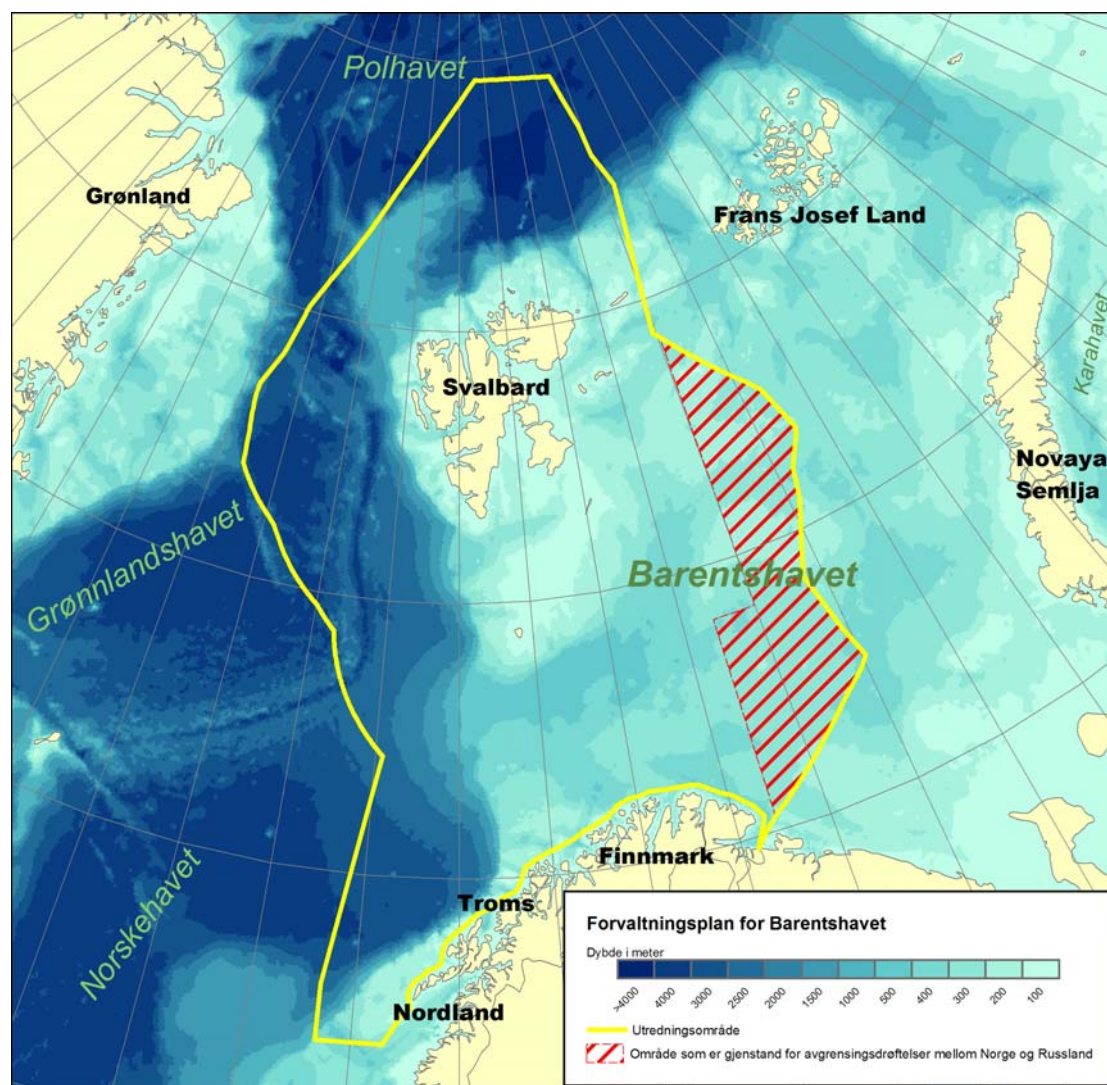 Polhavet
Grønland
Frans Josef Land
Karahavet
Svalbard
Novaya
Semlja
Grønnlandshavet
Barentshavet
Norskehavet
Finnmark
Troms
Nordland
Forvaltningsplan for Barentshavet
Dybde i meter
>4000 4000 3000 2500 2000 1500 1000 500 400 300 200 100
Utredningsområde
Område som er gjenstand for avgrensingsdrøftelser mellom Norge og Russland